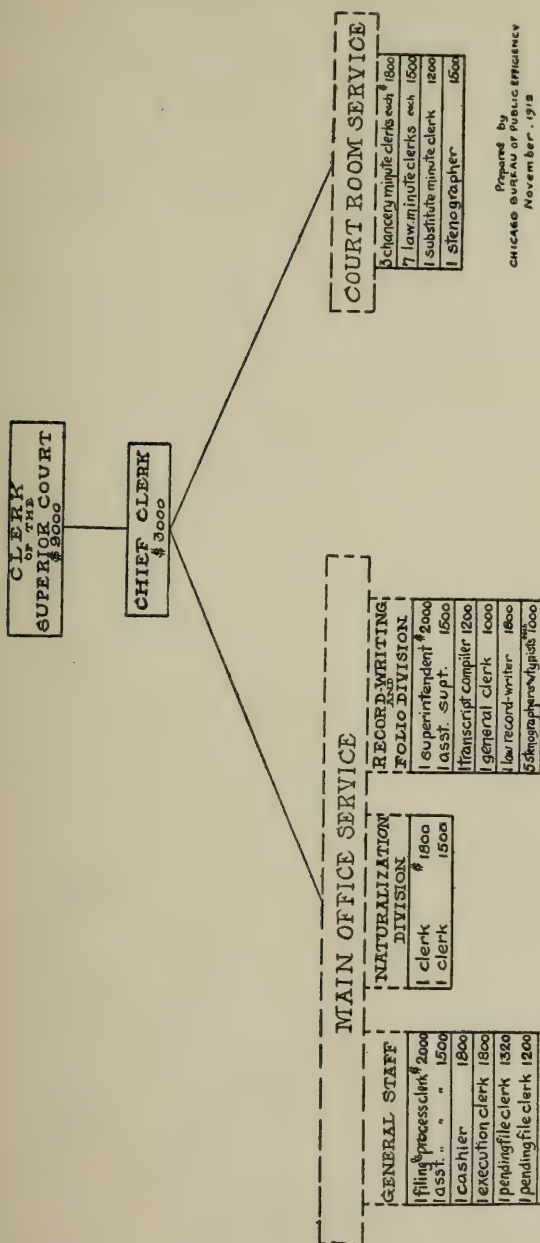 CLERK
OF THE
SUPERIOR COURT
$9000
CHIEF CLERK
$3000
MAIN OFFICE SERVICE
GENERAL STAFF
1 filing & process clerk $2000
1 asst. " " " 1500
1 cashier 1800
1 execution clerk 1800
1 pending file clerk 1320
1 pending file clerk 1200
NATURALIZATION
DIVISION
1 clerk $1800
1 clerk 1500
RECORD-WRITING
AND
FOLIO DIVISION
1 superintendent $2000
1 asst. supt. 1500
1 transcript compiler 1200
1 general clerk 1000
1 law record-writer 1800
5 stenographers & typists each 1000
COURT ROOM SERVICE
3 chancery minute clerks each $1800
7 law minute clerks each 1500
1 substitute minute clerk 1200
1 stenographer 1500
Prepared by
CHICAGO BUREAU OF PUBLIC EFFICIENCY
November. 1912